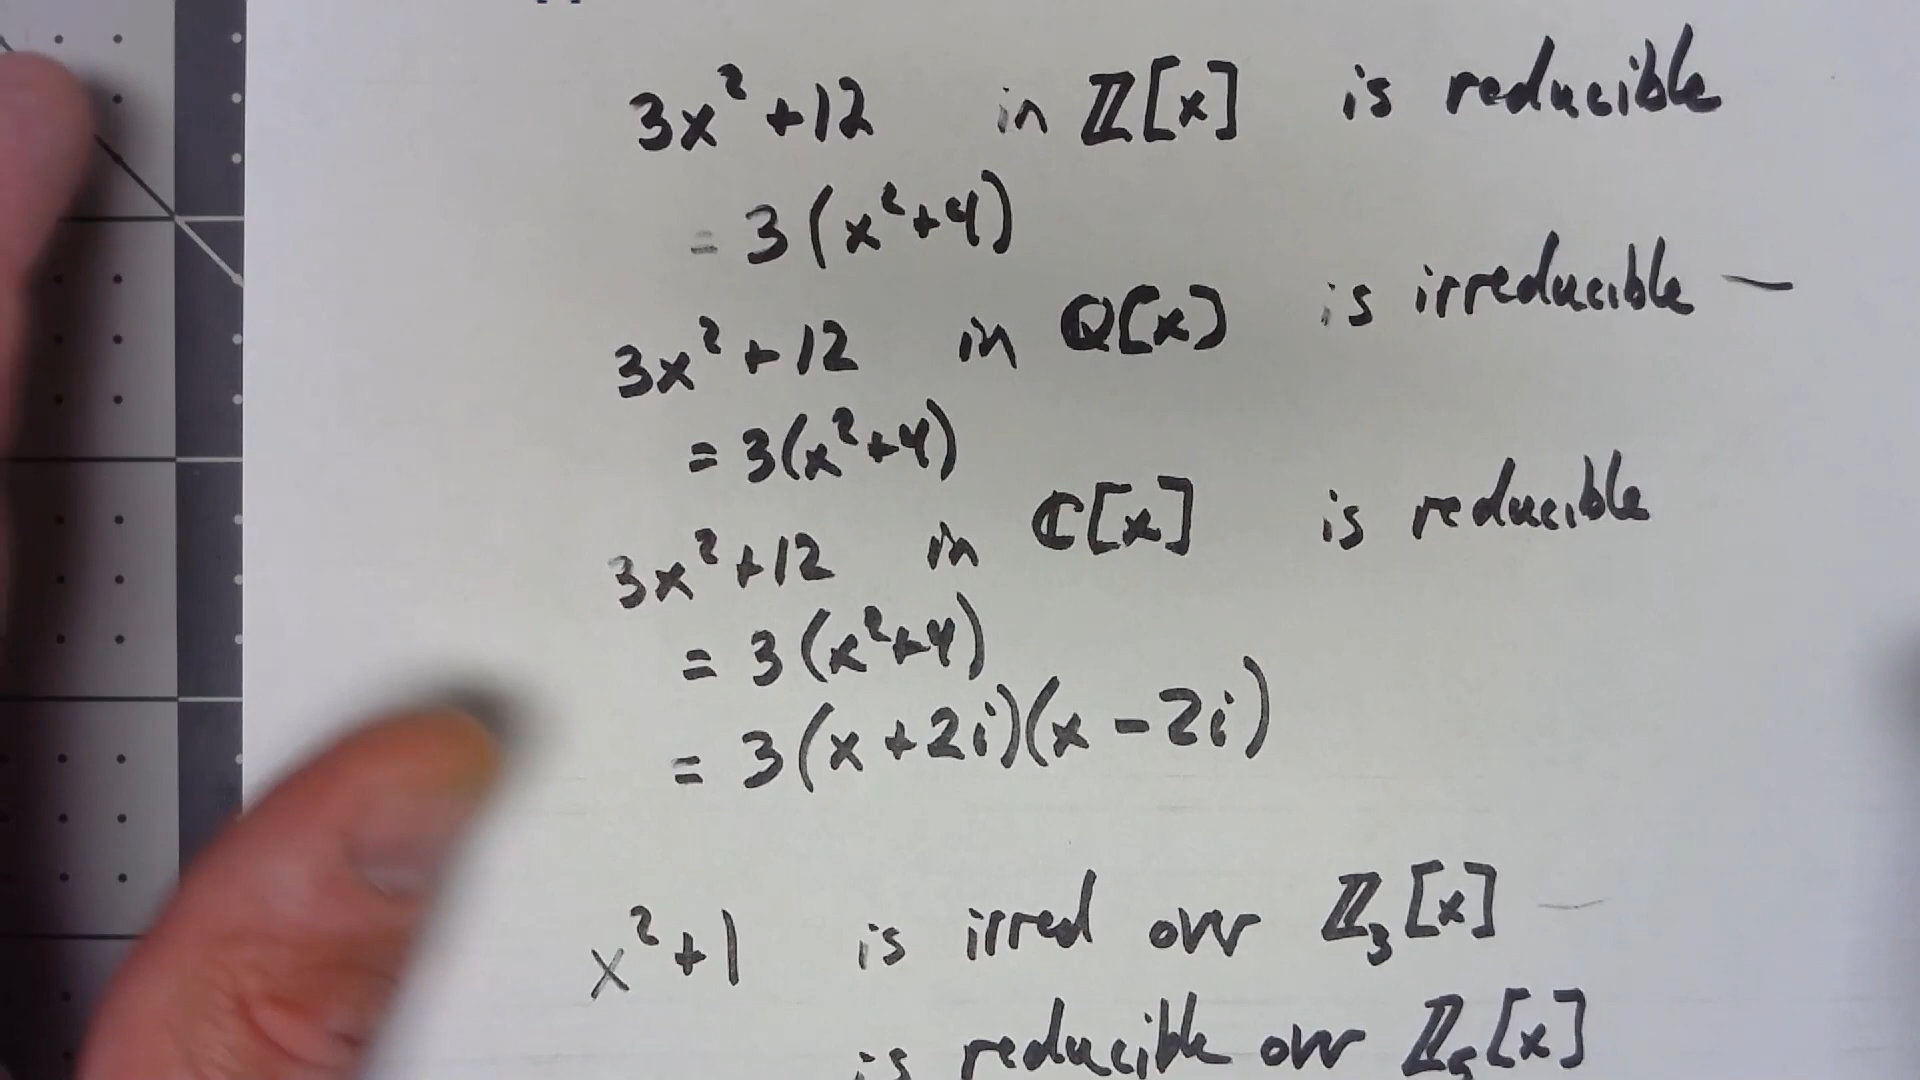 3x² + 12 in ℤ[x] is reducible
= 3(x² + 4)
3x² + 12 in ℚ[x] is irreducible –
= 3(x² + 4)
3x² + 12 in ℂ[x] is reducible
= 3(x² + 4)
= 3(x + 2i)(x - 2i)
x² + 1 is irred over ℤ₃[x] –
is reducible over ℤ₅[x]